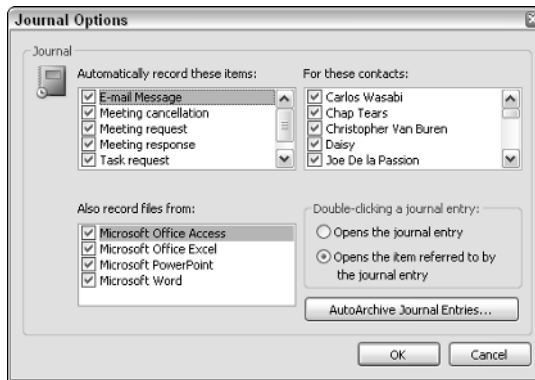 Journal Options
Journal
Automatically record these items:
E-mail Message
Meeting cancellation
Meeting request
Meeting response
Task request
For these contacts:
Carlos Wasabi
Chap Tears
Christopher Van Buren
Daisy
Joe De la Passion
Also record files from:
Microsoft Office Access
Microsoft Office Excel
Microsoft PowerPoint
Microsoft Word
Double-clicking a journal entry:
Opens the journal entry
Opens the item referred to by
the journal entry
AutoArchive Journal Entries...
OK
Cancel